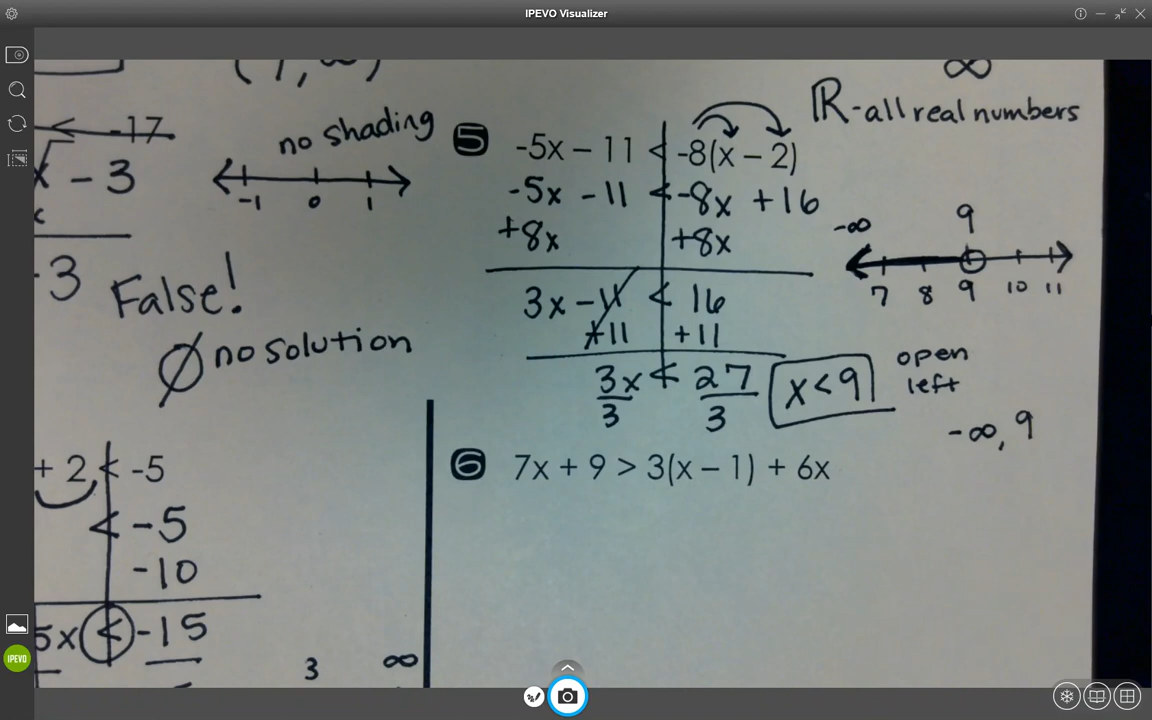 IPEVO Visualizer
(7, ∞)
∞
ℝ - all real numbers
< -17
x - 3
-3
no shading
-1 0 1
False!
∅ no solution
5 -5x – 11 < -8(x – 2)
-5x - 11 < -8x + 16
+8x +8x
3x - 11 < 16
+11 +11
3x < 27
3 3
x < 9
-∞ 9
7 8 9 10 11
open
left
-∞, 9
+ 2 < -5
< -5
-10
5x < -15
3 ∞
6 7x + 9 > 3(x – 1) + 6x
IPEVO